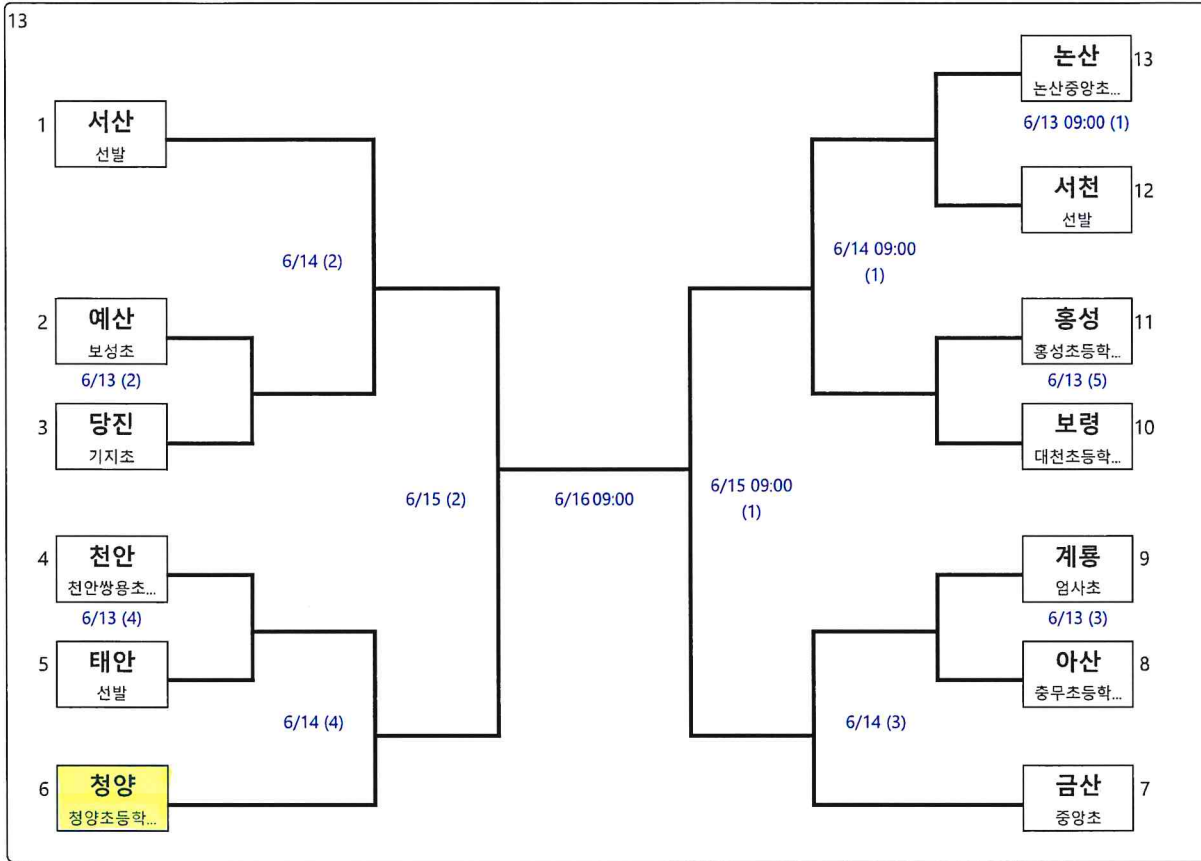 13
1
서산
선발
6/14 (2)
2
예산
보성초
6/13 (2)
3
당진
기지초
6/15 (2)
4
천안
천안쌍용초...
6/13 (4)
5
태안
선발
6/14 (4)
6
청양
청양초등학...
6/16 09:00
논산
13
논산중앙초...
6/13 09:00 (1)
서천
12
선발
6/14 09:00
(1)
홍성
11
홍성초등학...
6/13 (5)
보령
10
대천초등학...
6/15 09:00
(1)
계룡
9
엄사초
6/13 (3)
아산
8
충무초등학...
6/14 (3)
금산
7
중앙초